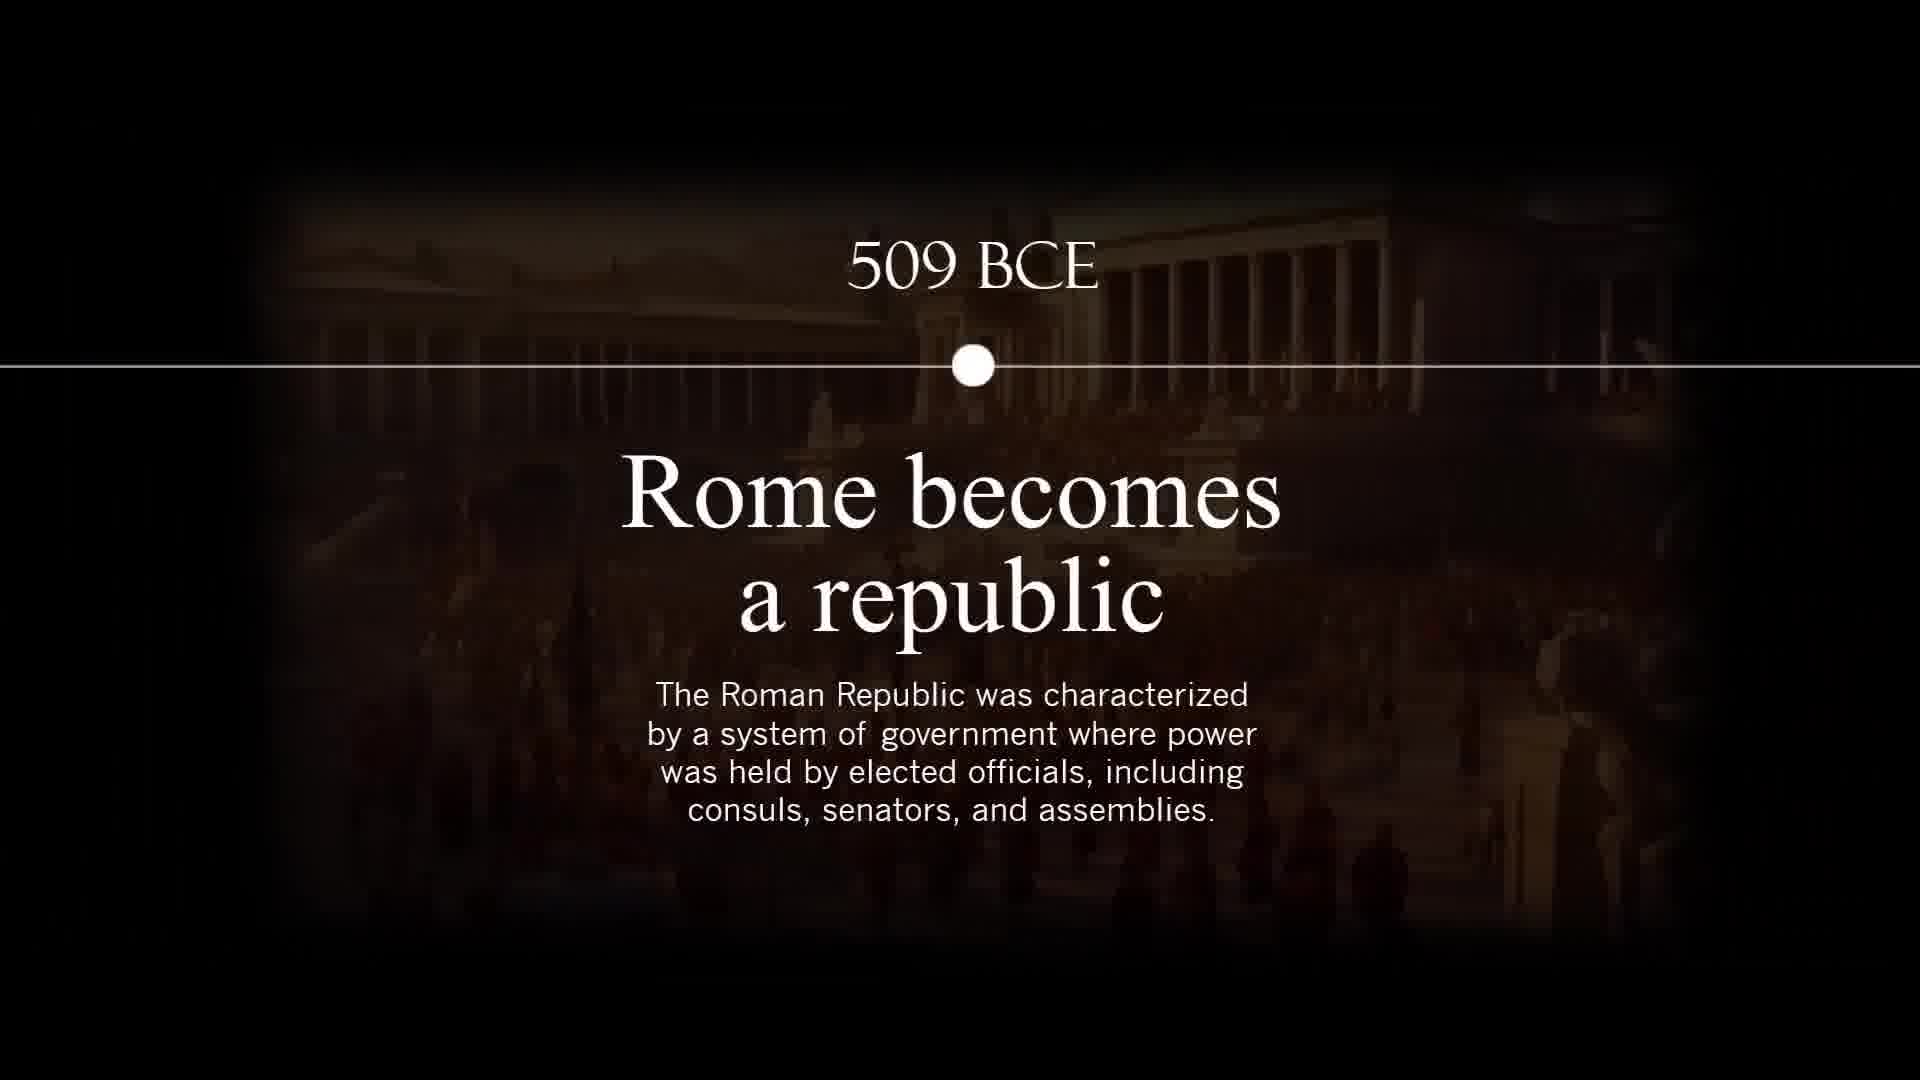 509 BCE
Rome becomes
a republic
The Roman Republic was characterized
by a system of government where power
was held by elected officials, including
consuls, senators, and assemblies.